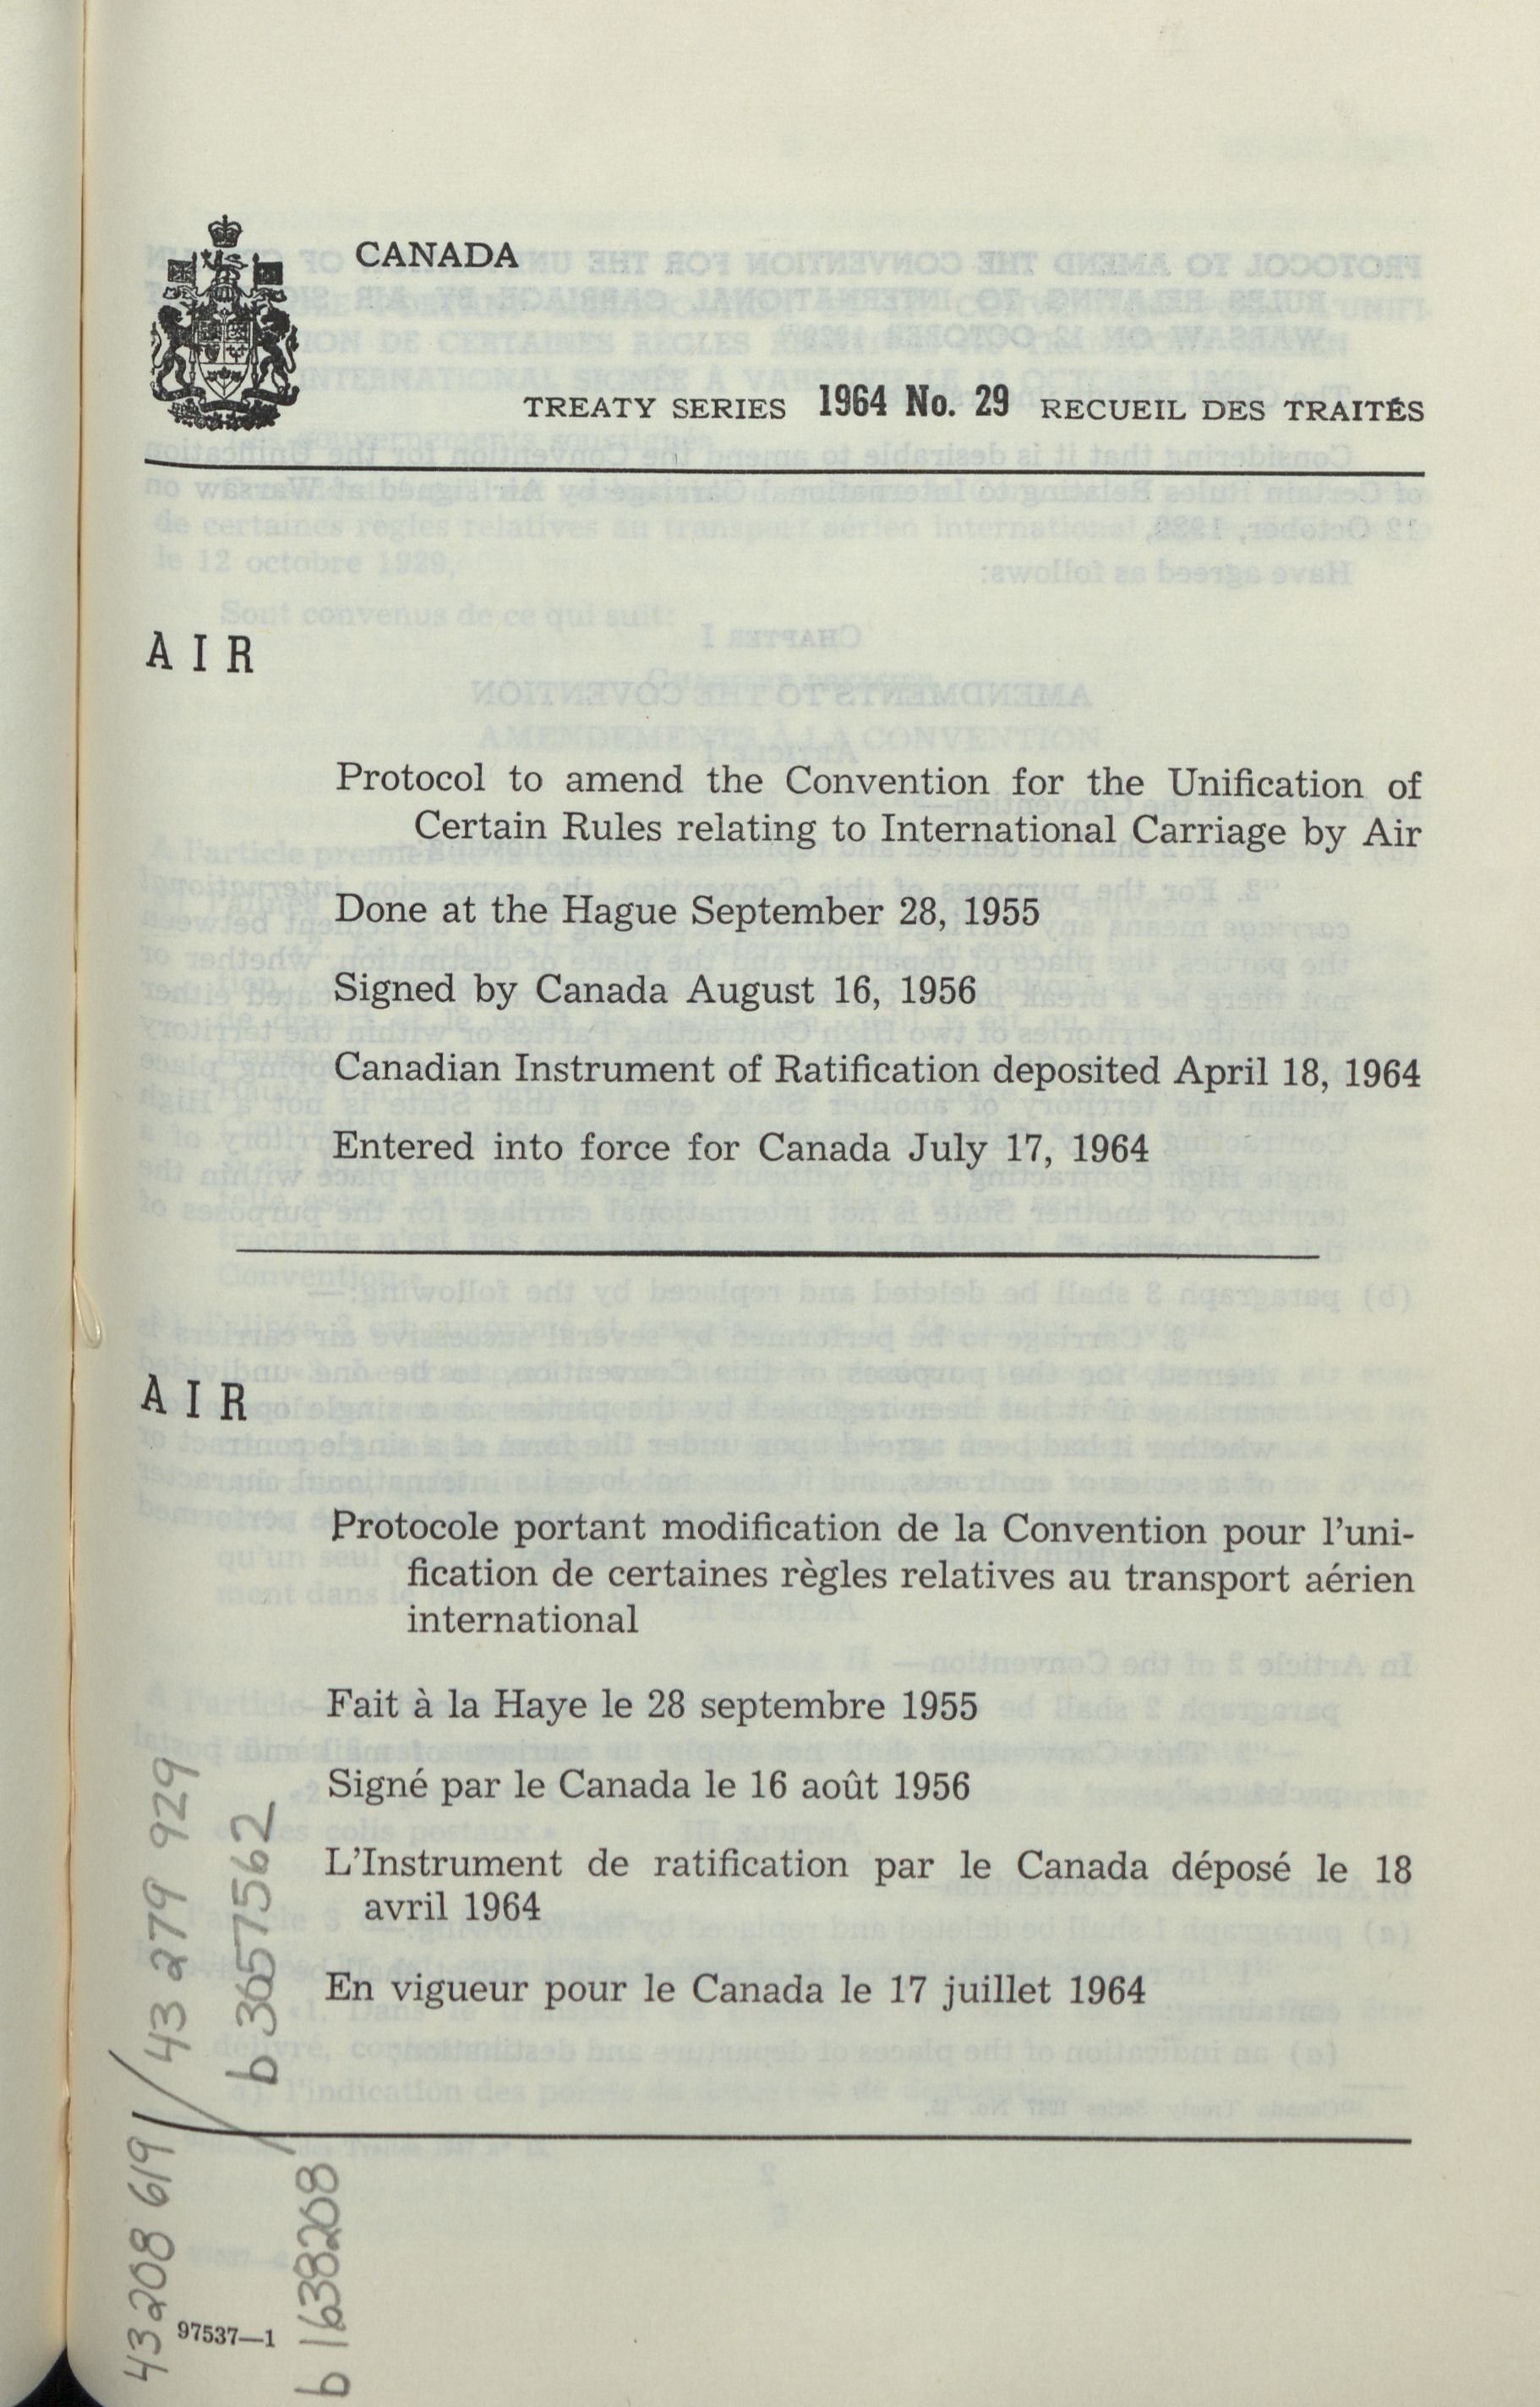 CANADA
TREATY SERIES 1964 No. 29 RECUEIL DES TRAITÉS
AIR
Protocol to amend the Convention for the Unification of
Certain Rules relating to International Carriage by Air
Done at the Hague September 28, 1955
Signed by Canada August 16, 1956
Canadian Instrument of Ratification deposited April 18, 1964
Entered into force for Canada July 17, 1964
AIR
Protocole portant modification de la Convention pour l'uni-
fication de certaines règles relatives au transport aérien
international
Fait à la Haye le 28 septembre 1955
Signé par le Canada le 16 août 1956
L'Instrument de ratification par le Canada déposé le 18
avril 1964
En vigueur pour le Canada le 17 juillet 1964
43208 619 / 43 279 929
b 1638208 / b 3657562
97537—1